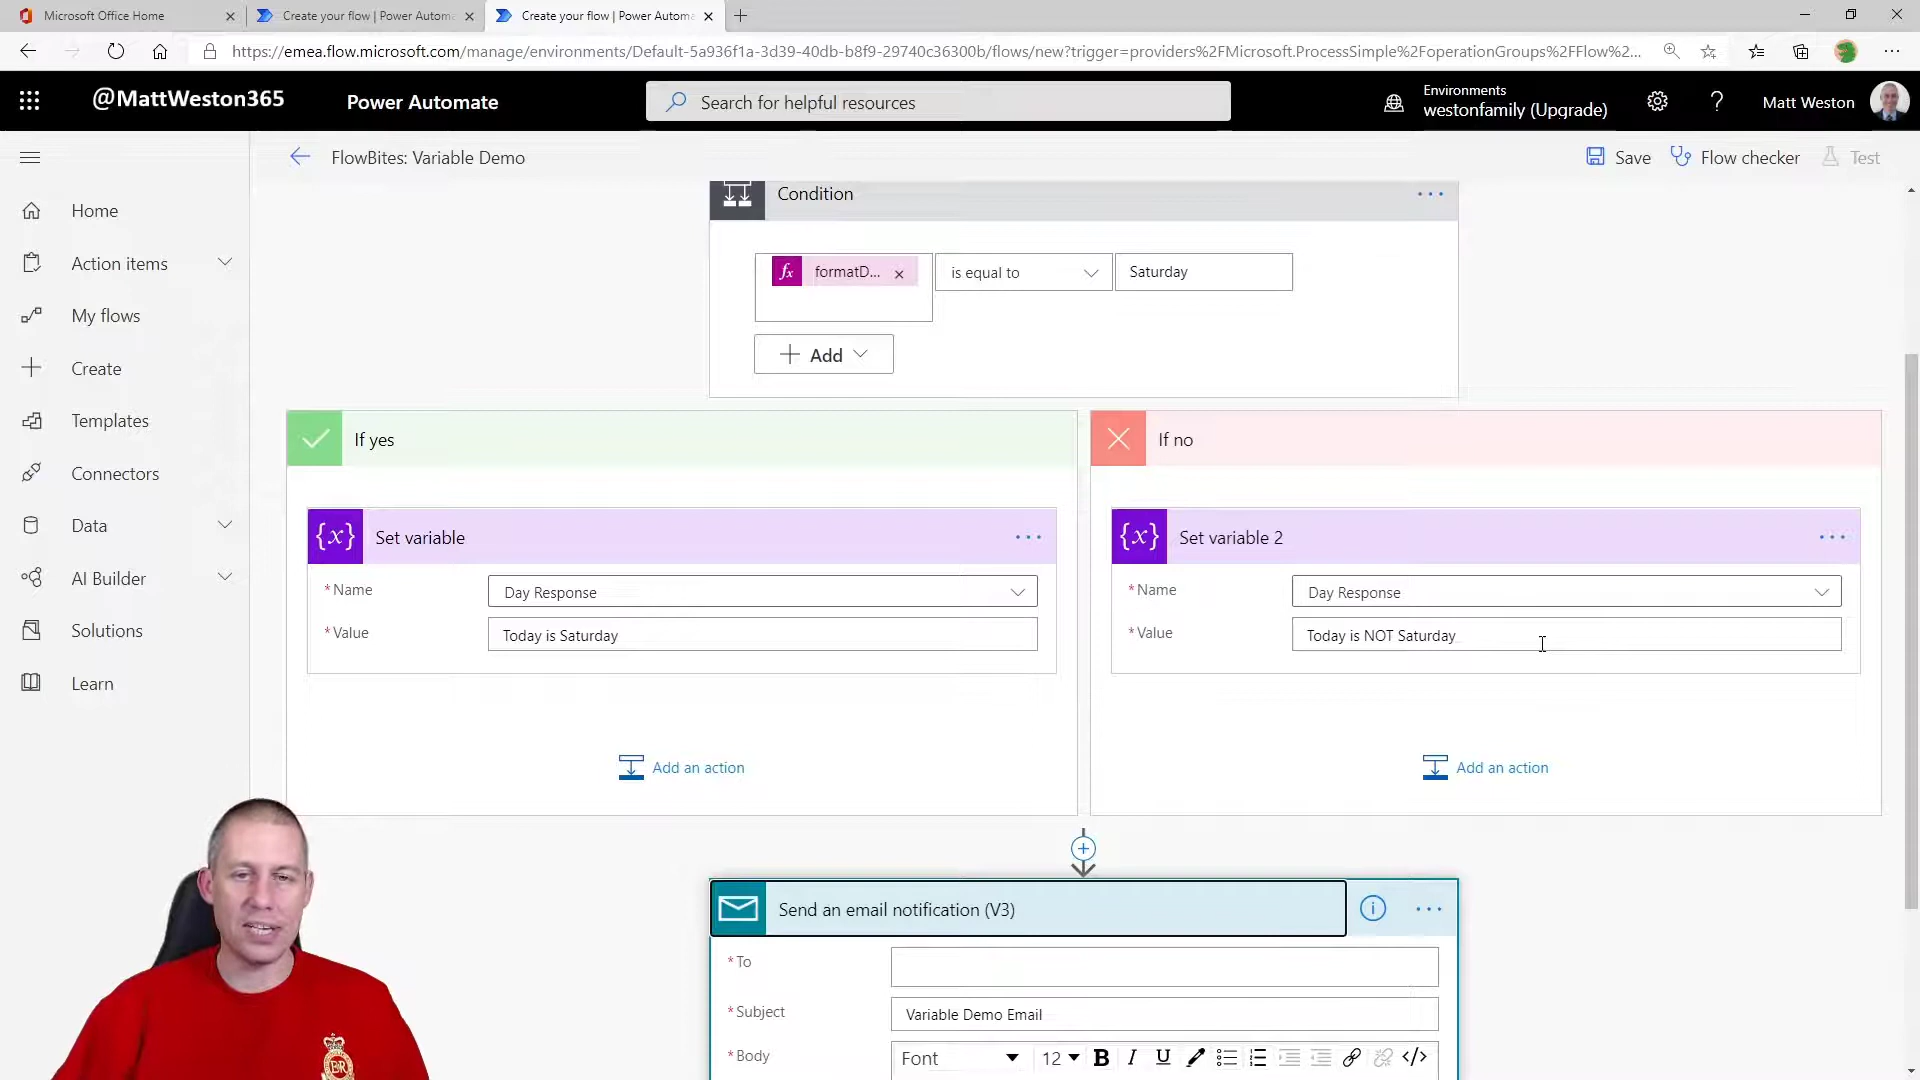 Microsoft Office Home
Create your flow | Power Automa
Create your flow | Power Automa
https://emea.flow.microsoft.com/manage/environments/Default-5a936f1a-3d39-40db-b8f9-29740c36300b/flows/new?trigger=providers%2FMicrosoft.ProcessSimple%2FoperationGroups%2FFlow%2...
@MattWeston365
Power Automate
Search for helpful resources
Environments
westonfamily (Upgrade)
?
Matt Weston
FlowBites: Variable Demo
Save
Flow checker
Test
Home
Action items
My flows
Create
Templates
Connectors
Data
AI Builder
Solutions
Learn
Condition
fx formatD...
is equal to
Saturday
Add
If yes
If no
{x} Set variable
*Name
Day Response
*Value
Today is Saturday
Add an action
{x} Set variable 2
*Name
Day Response
*Value
Today is NOT Saturday
Add an action
Send an email notification (V3)
*To
*Subject
Variable Demo Email
*Body
Font 12 B I U </>